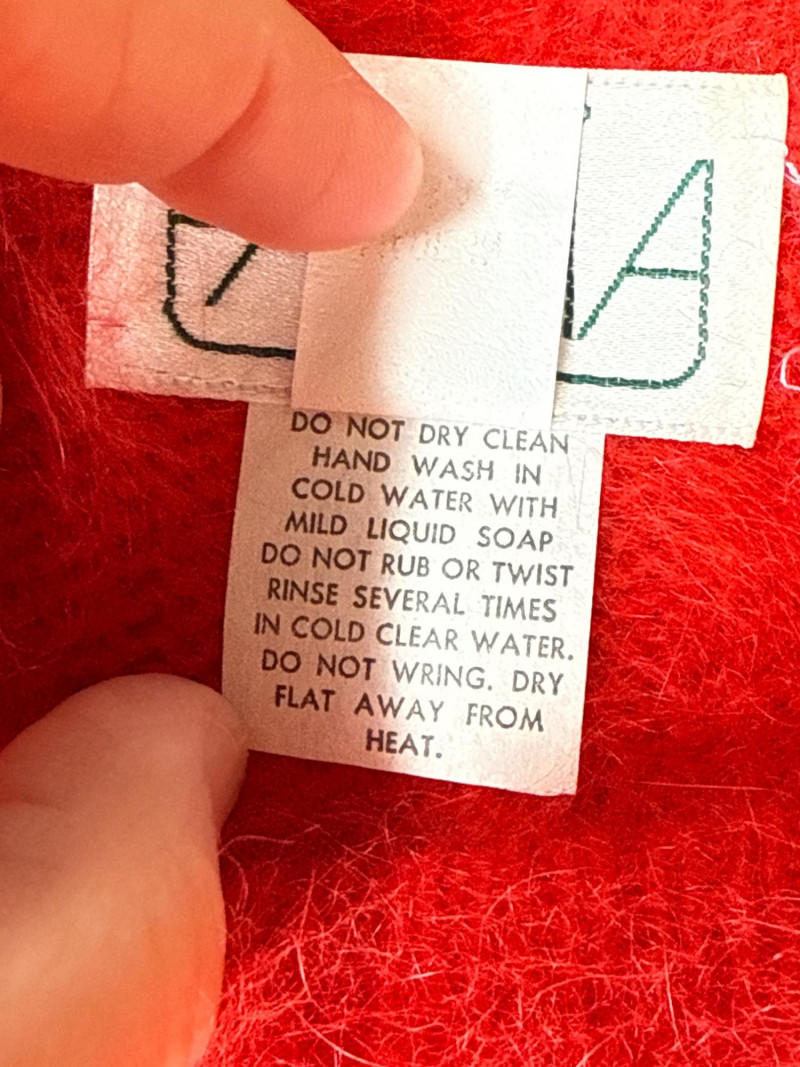 DO NOT DRY CLEAN
HAND WASH IN
COLD WATER WITH
MILD LIQUID SOAP
DO NOT RUB OR TWIST
RINSE SEVERAL TIMES
IN COLD CLEAR WATER.
DO NOT WRING. DRY
FLAT AWAY FROM
HEAT.